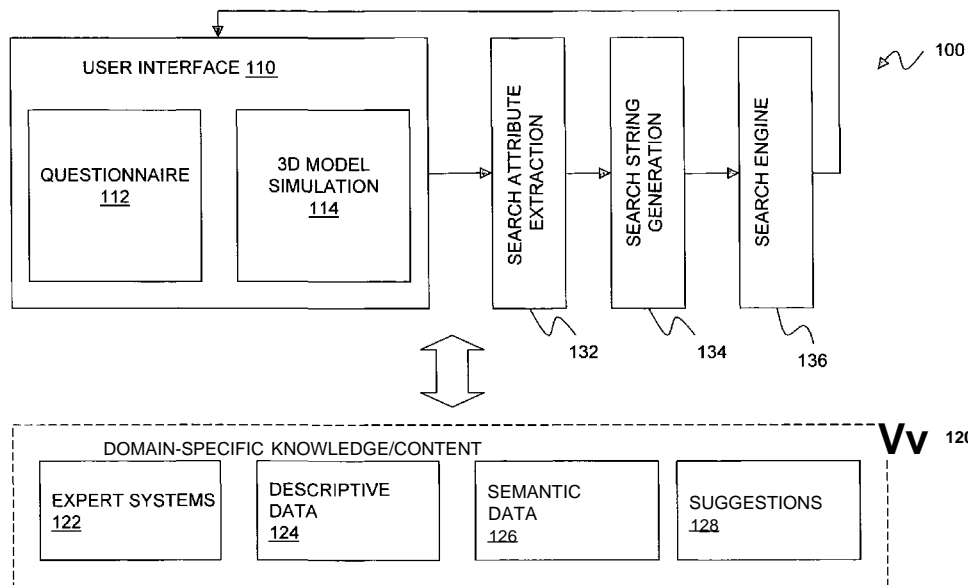 100
USER INTERFACE 110
QUESTIONNAIRE
112
3D MODEL
SIMULATION
114
SEARCH ATTRIBUTE
EXTRACTION
SEARCH STRING
GENERATION
SEARCH ENGINE
132
134
136
Vv 120
DOMAIN-SPECIFIC KNOWLEDGE/CONTENT
EXPERT SYSTEMS
122
DESCRIPTIVE
DATA
124
SEMANTIC
DATA
126
SUGGESTIONS
128